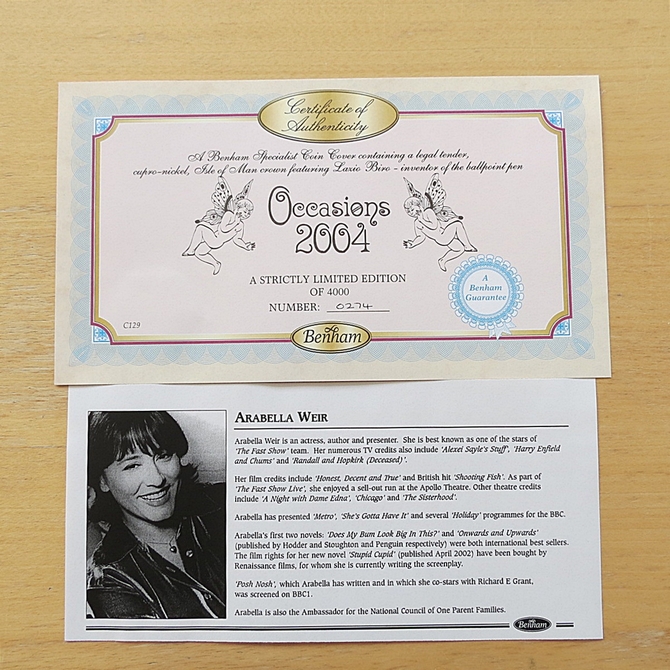 Certificate of
Authenticity
A Benham Specialist Coin Cover containing a legal tender,
cupro-nickel, Isle of Man crown featuring Lazio Biro - inventor of the ballpoint pen
Occasions
2004
A STRICTLY LIMITED EDITION
OF 4000
NUMBER: 0274
A
Benham
Guarantee
C129
Benham
ARABELLA WEIR
Arabella Weir is an actress, author and presenter. She is best known as one of the stars of
'The Fast Show' team. Her numerous TV credits also include 'Alexei Sayle's Stuff', 'Harry Enfield
and Chums' and 'Randall and Hopkirk (Deceased)'.
Her film credits include 'Honest, Decent and True' and British hit 'Shooting Fish'. As part of
'The Fast Show Live', she enjoyed a sell-out run at the Apollo Theatre. Other theatre credits
include 'A Night with Dame Edna', 'Chicago' and 'The Sisterhood'.
Arabella has presented 'Metro', 'She's Gotta Have It' and several 'Holiday' programmes for the BBC.
Arabella's first two novels: 'Does My Bum Look Big In This?' and 'Onwards and Upwards'
(published by Hodder and Stoughton and Penguin respectively) were both international best sellers.
The film rights for her new novel 'Stupid Cupid' (published April 2002) have been bought by
Renaissance films, for whom she is currently writing the screenplay.
'Posh Nosh', which Arabella has written and in which she co-stars with Richard E Grant,
was screened on BBC1.
Arabella is also the Ambassador for the National Council of One Parent Families.
Benham